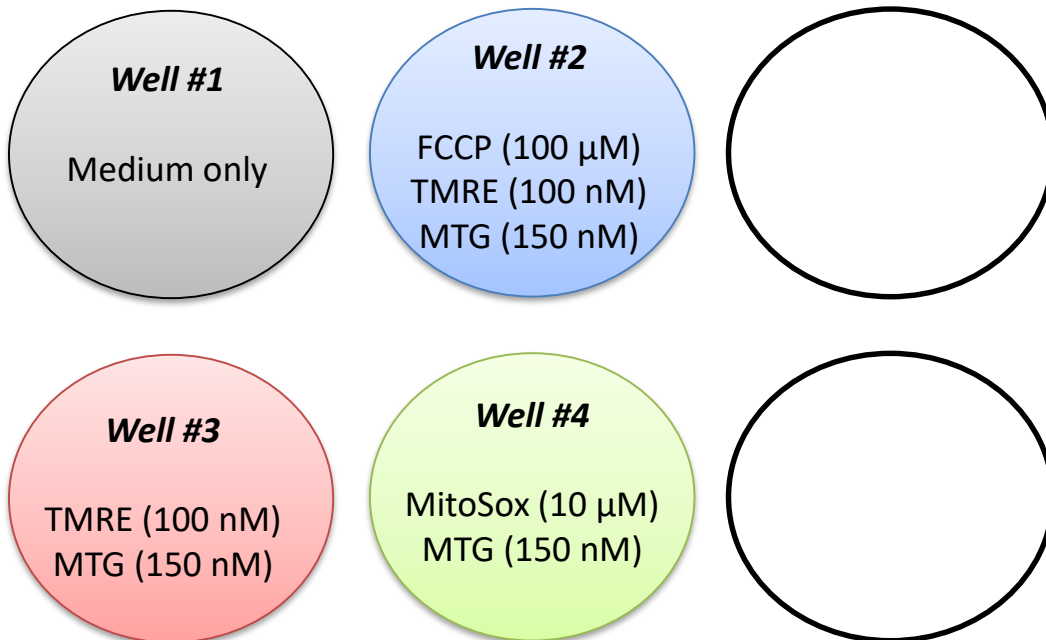 Well #1
Medium only
Well #2
FCCP (100 µM)
TMRE (100 nM)
MTG (150 nM)
Well #3
TMRE (100 nM)
MTG (150 nM)
Well #4
MitoSox (10 µM)
MTG (150 nM)